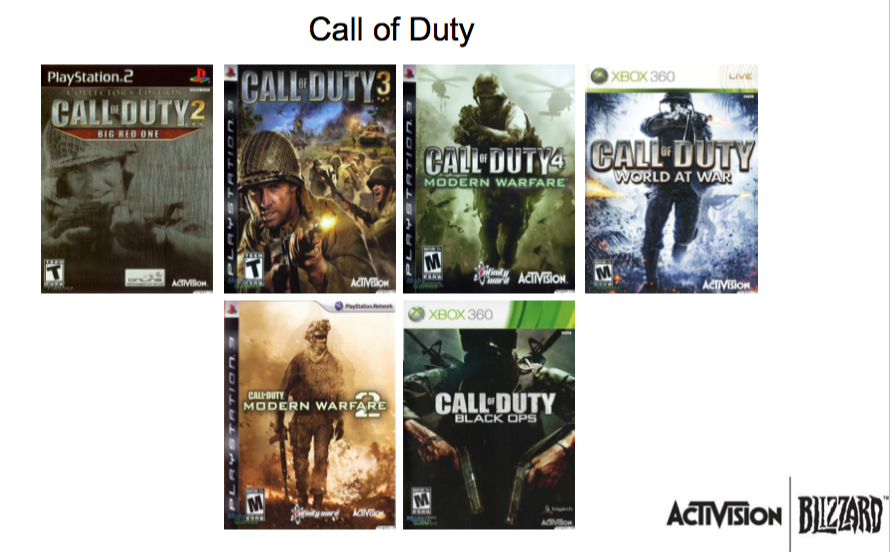 Call of Duty
PlayStation.2
COLLECTOR'S EDITION
CALL OF DUTY 2
BIG RED ONE
TEEN
T
ONLINE
ACTIVISION
PLAYSTATION 3
CALL OF DUTY 3
TEEN
T
ACTIVISION
PLAYSTATION 3
CALL OF DUTY 4
MODERN WARFARE
M
Infinity Ward
ACTIVISION
XBOX 360
LIVE
CALL OF DUTY
WORLD AT WAR
M
ACTIVISION
PlayStation Network
PLAYSTATION 3
CALL OF DUTY
MODERN WARFARE 2
M
Infinity Ward
ACTIVISION
XBOX 360
CALL OF DUTY
BLACK OPS
M
ACTIVISION
ACTIVISION BLIZZARD